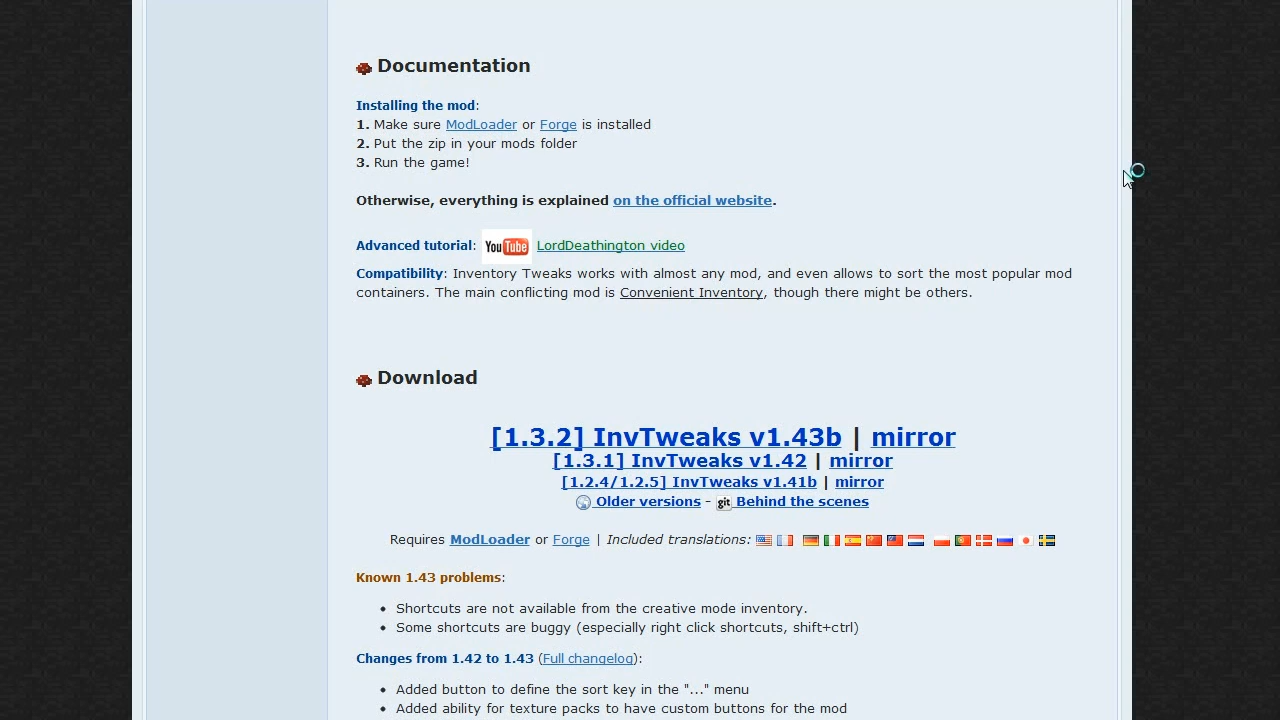 Documentation
Installing the mod:
1. Make sure ModLoader or Forge is installed
2. Put the zip in your mods folder
3. Run the game!
Otherwise, everything is explained on the official website.
Advanced tutorial: YouTube LordDeathington video
Compatibility: Inventory Tweaks works with almost any mod, and even allows to sort the most popular mod
containers. The main conflicting mod is Convenient Inventory, though there might be others.
Download
[1.3.2] InvTweaks v1.43b | mirror
[1.3.1] InvTweaks v1.42 | mirror
[1.2.4/1.2.5] InvTweaks v1.41b | mirror
Older versions - git Behind the scenes
Requires ModLoader or Forge | Included translations:
Known 1.43 problems:
• Shortcuts are not available from the creative mode inventory.
• Some shortcuts are buggy (especially right click shortcuts, shift+ctrl)
Changes from 1.42 to 1.43 (Full changelog):
• Added button to define the sort key in the "..." menu
• Added ability for texture packs to have custom buttons for the mod